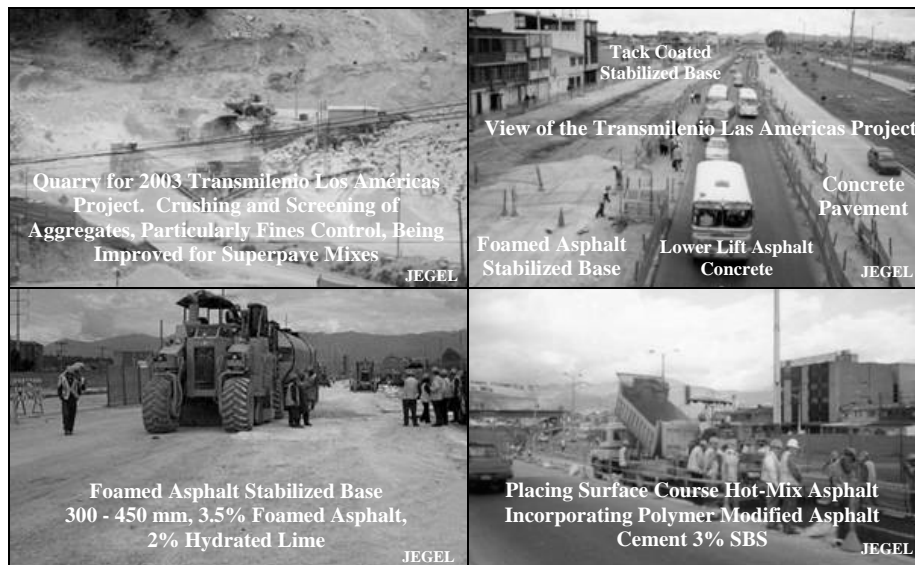 Quarry for 2003 Transmilenio Los Américas
Project. Crushing and Screening of
Aggregates, Particularly Fines Control, Being
Improved for Superpave Mixes
JEGEL
Tack Coated
Stabilized Base
View of the Transmilenio Las Americas Project
Concrete
Pavement
Foamed Asphalt
Stabilized Base
Lower Lift Asphalt
Concrete
JEGEL
Foamed Asphalt Stabilized Base
300 - 450 mm, 3.5% Foamed Asphalt,
2% Hydrated Lime
JEGEL
Placing Surface Course Hot-Mix Asphalt
Incorporating Polymer Modified Asphalt
Cement 3% SBS
JEGEL